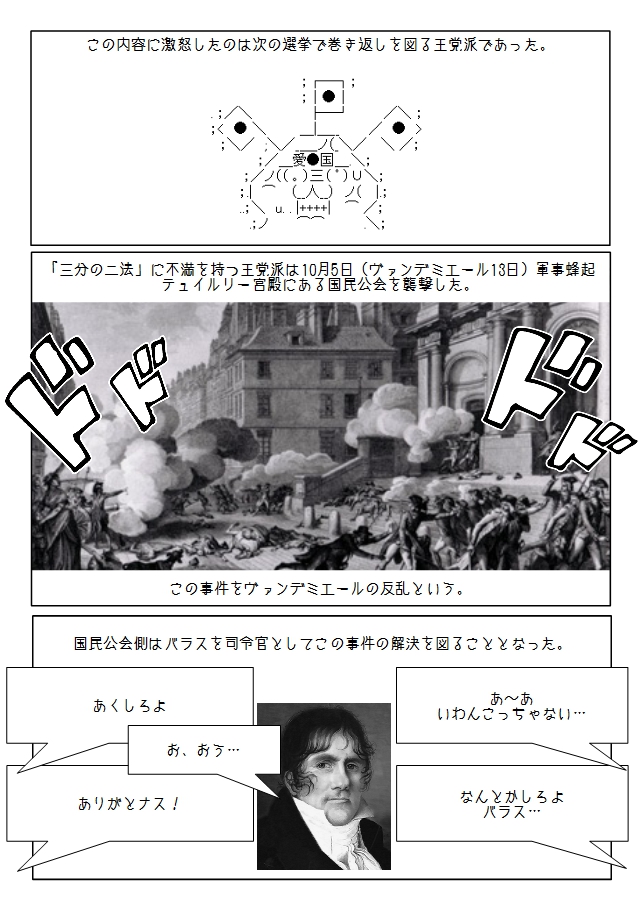 この内容に激怒したのは次の選挙で巻き返しを図る王党派であった。
愛●国
「三分の二法」に不満を持つ王党派は10月5日（ヴァンデミエール13日）軍事蜂起
テュイルリー宮殿にある国民公会を襲撃した。
ドド
ドド
この事件をヴァンデミエールの反乱という。
国民公会側はバラスを司令官としてこの事件の解決を図ることとなった。
あくしろよ
あ～あ
いわんこっちゃない…
お、おう…
ありがとナス！
なんとかしろよ
バラス…